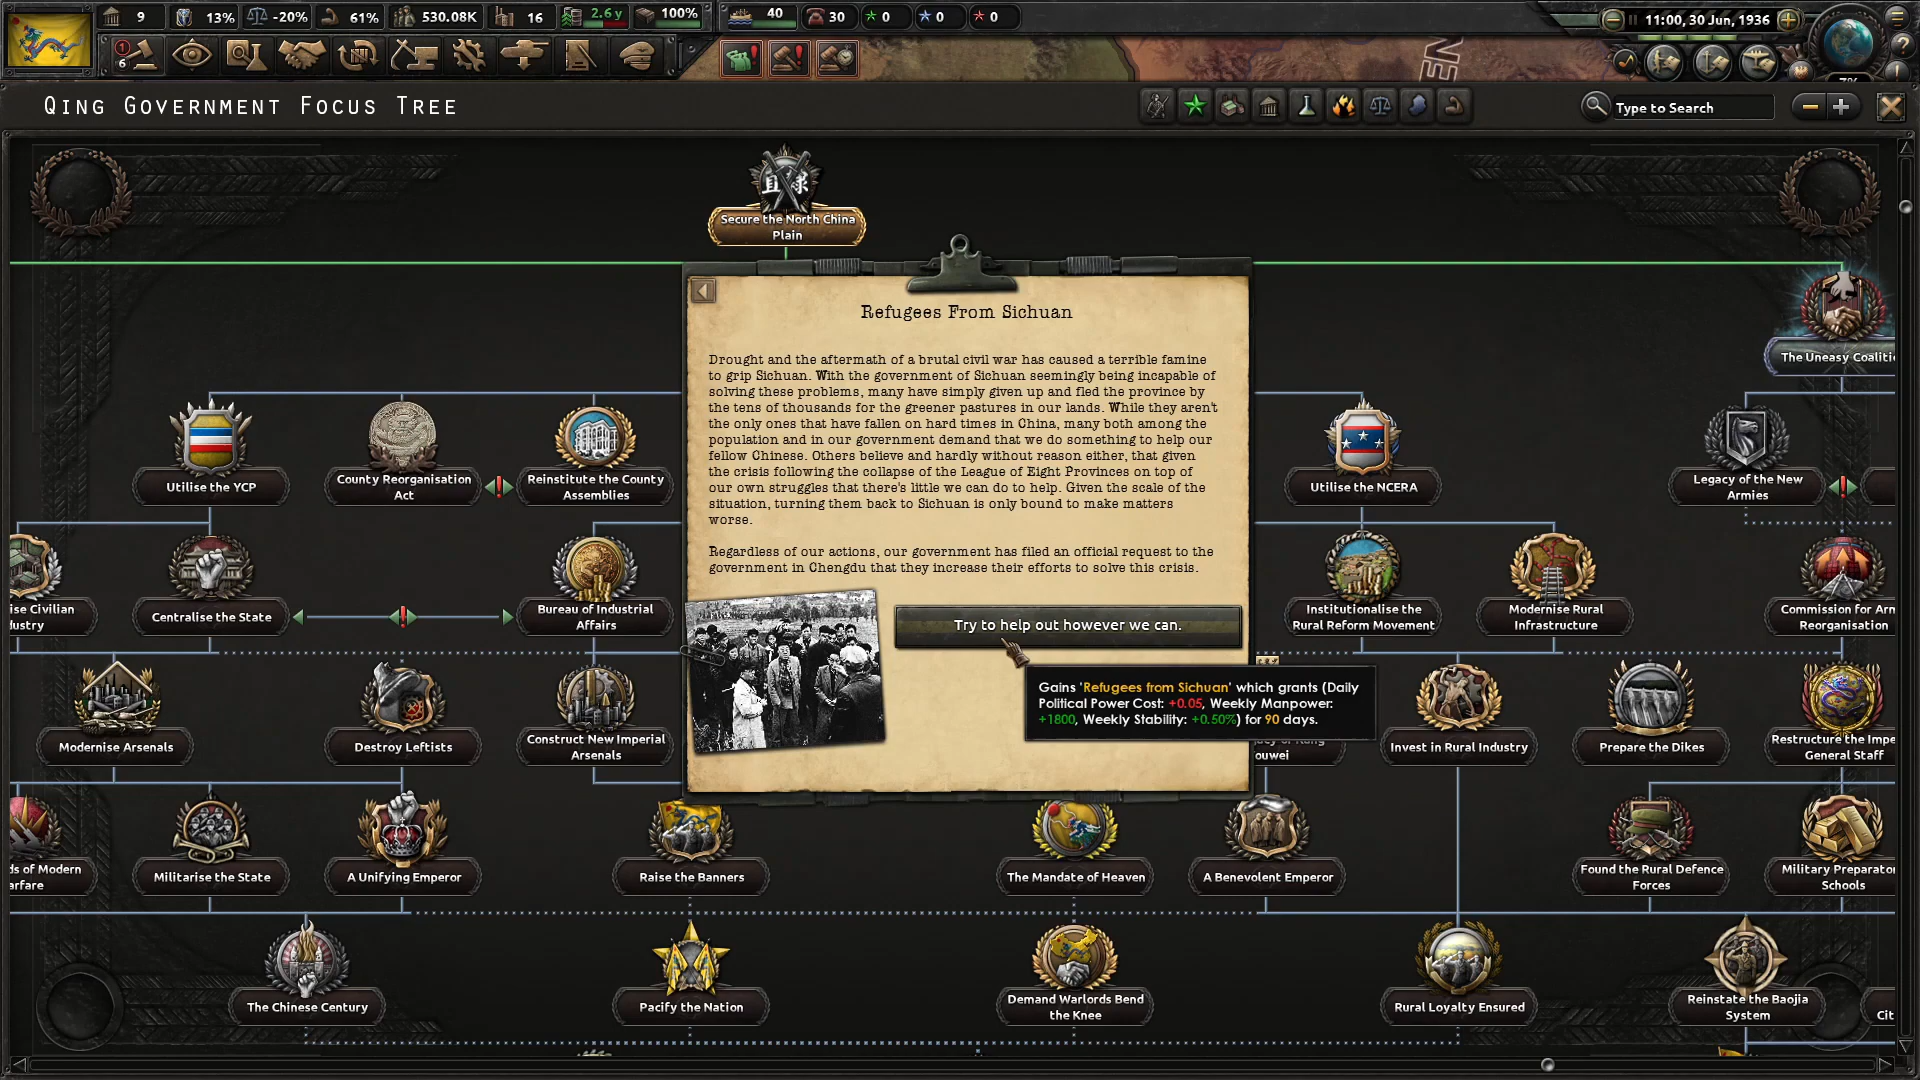 9
13%
-20%
61%
530.08K
16
2.6 y
100%
40
30
0
0
0
11:00, 30 Jun, 1936
1
6
Qing Government Focus Tree
Type to Search
Secure the North China
Plain
The Uneasy Coaliti
Refugees From Sichuan
Drought and the aftermath of a brutal civil war has caused a terrible famine
to grip Sichuan. With the government of Sichuan seemingly being incapable of
solving these problems, many have simply given up and fled the province by
the tens of thousands for the greener pastures in our lands. While they aren't
the only ones that have fallen on hard times in China, many both among the
population and in our government demand that we do something to help our
fellow Chinese. Others believe and hardly without reason either, that given
the crisis following the collapse of the League of Eight Provinces on top of
our own struggles that there's little we can do to help. Given the scale of the
situation, turning them back to Sichuan is only bound to make matters
worse.
Regardless of our actions, our government has filed an official request to the
government in Chengdu that they increase their efforts to solve this crisis.
Try to help out however we can.
Gains 'Refugees from Sichuan' which grants (Daily
Political Power Cost: +0.05, Weekly Manpower:
+1800, Weekly Stability: +0.50%) for 90 days.
Utilise the YCP
County Reorganisation
Act
Reinstitute the County
Assemblies
Utilise the NCERA
Legacy of the New
Armies
ise Civilian
dustry
Centralise the State
Bureau of Industrial
Affairs
Institutionalise the
Rural Reform Movement
Modernise Rural
Infrastructure
Commission for Arm
Reorganisation
Modernise Arsenals
Destroy Leftists
Construct New Imperial
Arsenals
ouwei
Invest in Rural Industry
Prepare the Dikes
Restructure the Impe
General Staff
ds of Modern
arfare
Militarise the State
A Unifying Emperor
Raise the Banners
The Mandate of Heaven
A Benevolent Emperor
Found the Rural Defence
Forces
Military Preparator
Schools
The Chinese Century
Pacify the Nation
Demand Warlords Bend
the Knee
Rural Loyalty Ensured
Reinstate the Baojia
System
Cit